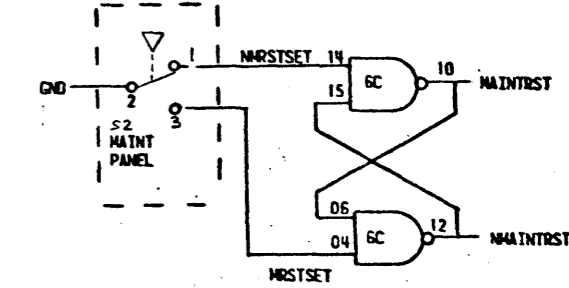 1
NMRSTSET
14
10
MAINTRST
GND
2
6C
15
3
S2
MAINT
PANEL
06
12
NMAINTRST
04
6C
MRSTSET